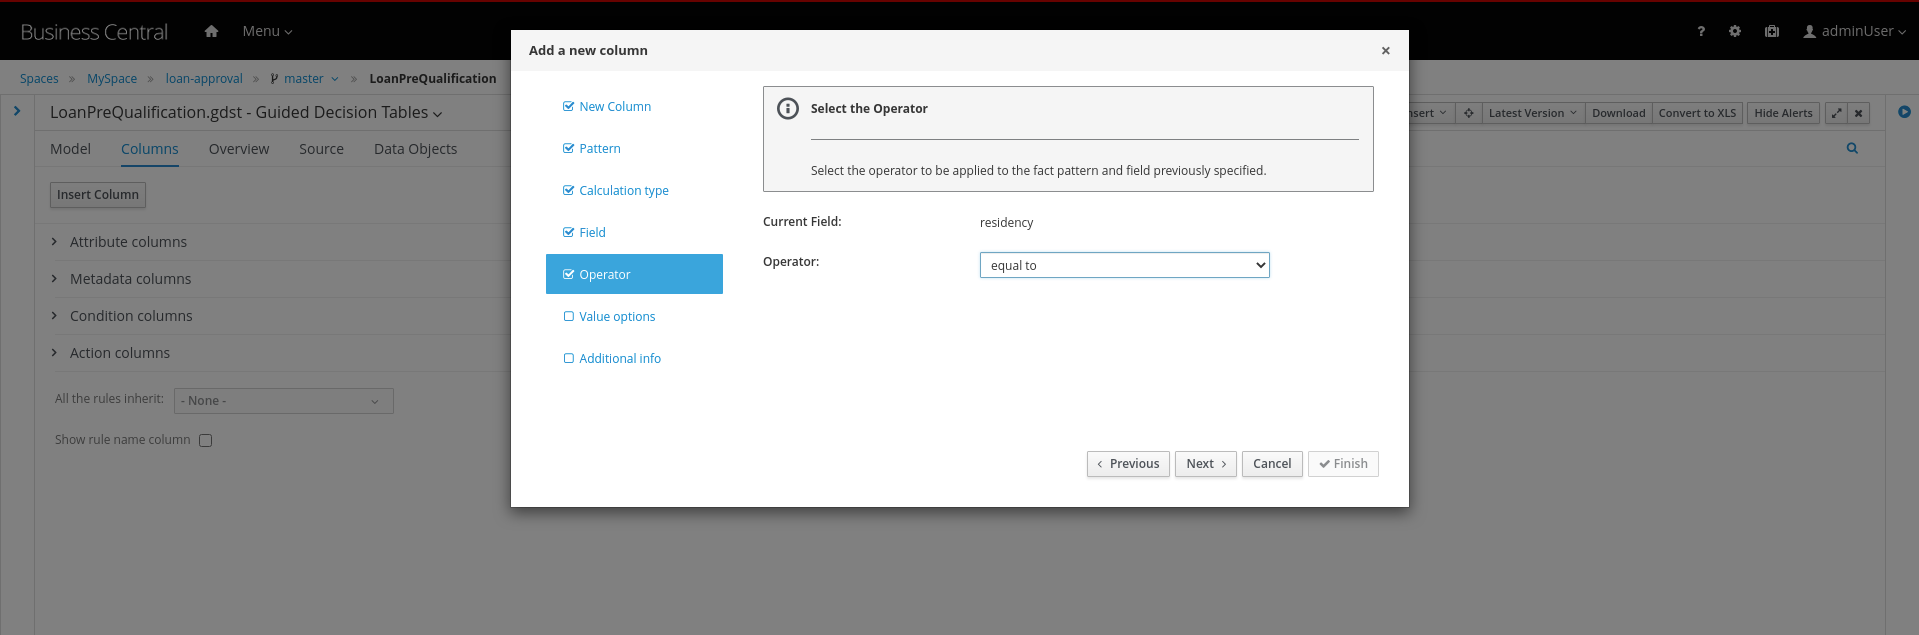 Business Central Menu ? adminUser
Spaces » MySpace » loan-approval » master » LoanPreQualification
LoanPreQualification.gdst - Guided Decision Tables
Latest Version Download Convert to XLS Hide Alerts
Model Columns Overview Source Data Objects
Insert Column
Attribute columns
Metadata columns
Condition columns
Action columns
All the rules inherit: - None -
Show rule name column
Add a new column ×
New Column
Pattern
Calculation type
Field
Operator
Value options
Additional info
Select the Operator
Select the operator to be applied to the fact pattern and field previously specified.
Current Field: residency
Operator: equal to
Previous Next Cancel Finish